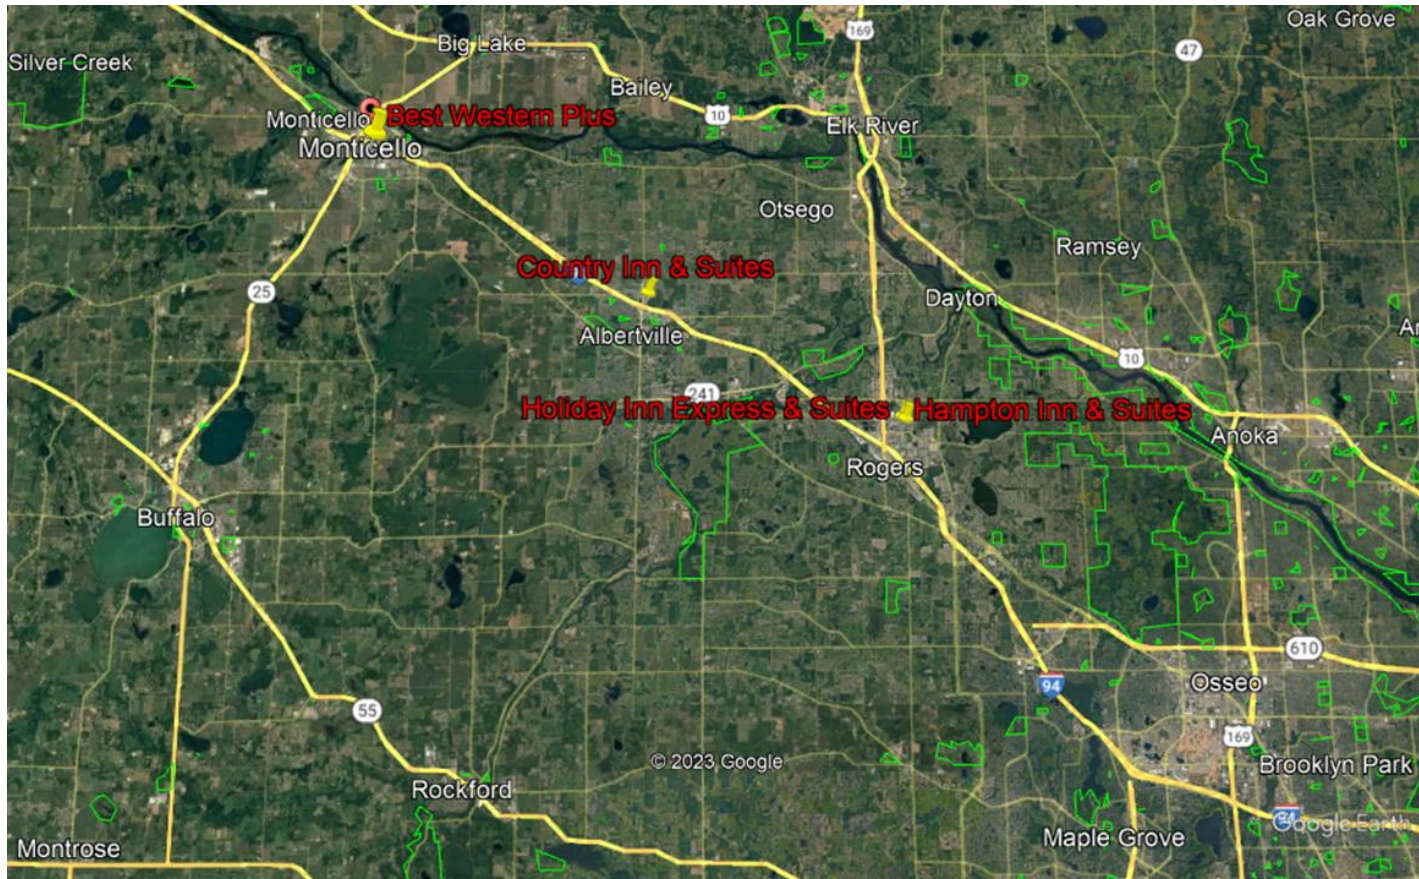 Oak Grove
169
Big Lake
47
Silver Creek
Bailey
Best Western Plus
10
Monticello
Elk River
Monticello
Otsego
Ramsey
Country Inn & Suites
25
Dayton
Albertville
10
241
Holiday Inn Express & Suites
Hampton Inn & Suites
Anoka
Rogers
Buffalo
610
94
Osseo
55
169
© 2023 Google
Brooklyn Park
Rockford
94
Google Earth
Maple Grove
Montrose